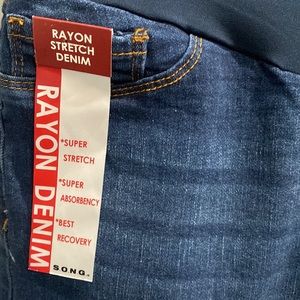 RAYON
STRETCH
DENIM
RAYON DENIM
*SUPER
STRETCH
*SUPER
ABSORBENCY
*BEST
RECOVERY
SONG